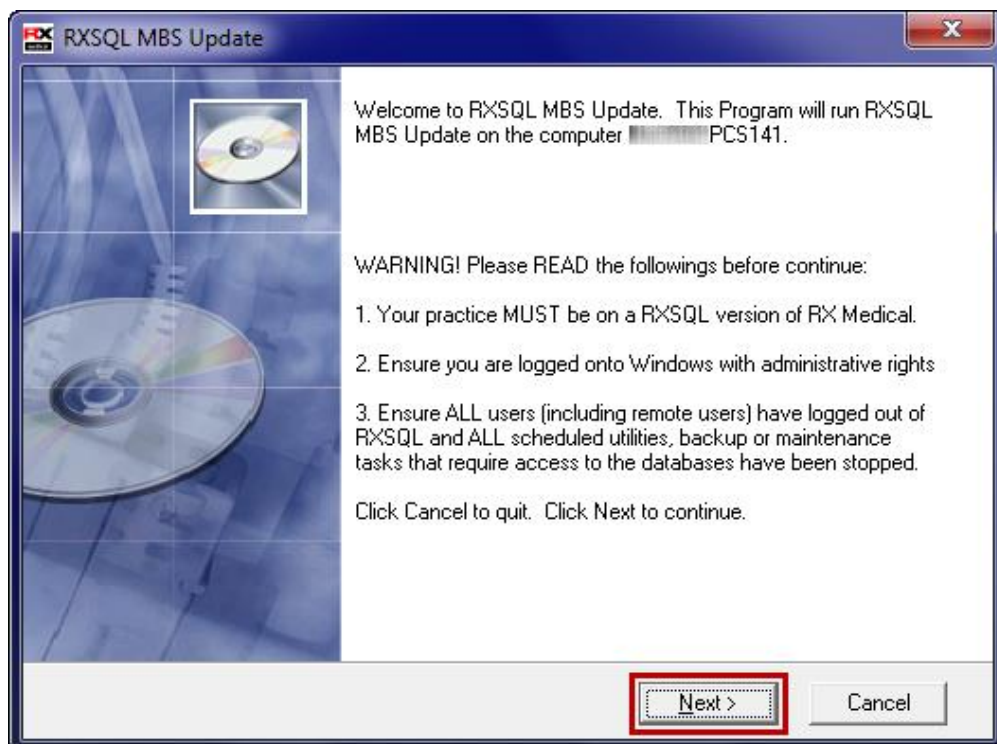 RXSQL MBS Update
Welcome to RXSQL MBS Update. This Program will run RXSQL
MBS Update on the computer PCS141.
WARNING! Please READ the followings before continue:
1. Your practice MUST be on a RXSQL version of RX Medical.
2. Ensure you are logged onto Windows with administrative rights
3. Ensure ALL users (including remote users) have logged out of
RXSQL and ALL scheduled utilities, backup or maintenance
tasks that require access to the databases have been stopped.
Click Cancel to quit. Click Next to continue.
Next >
Cancel